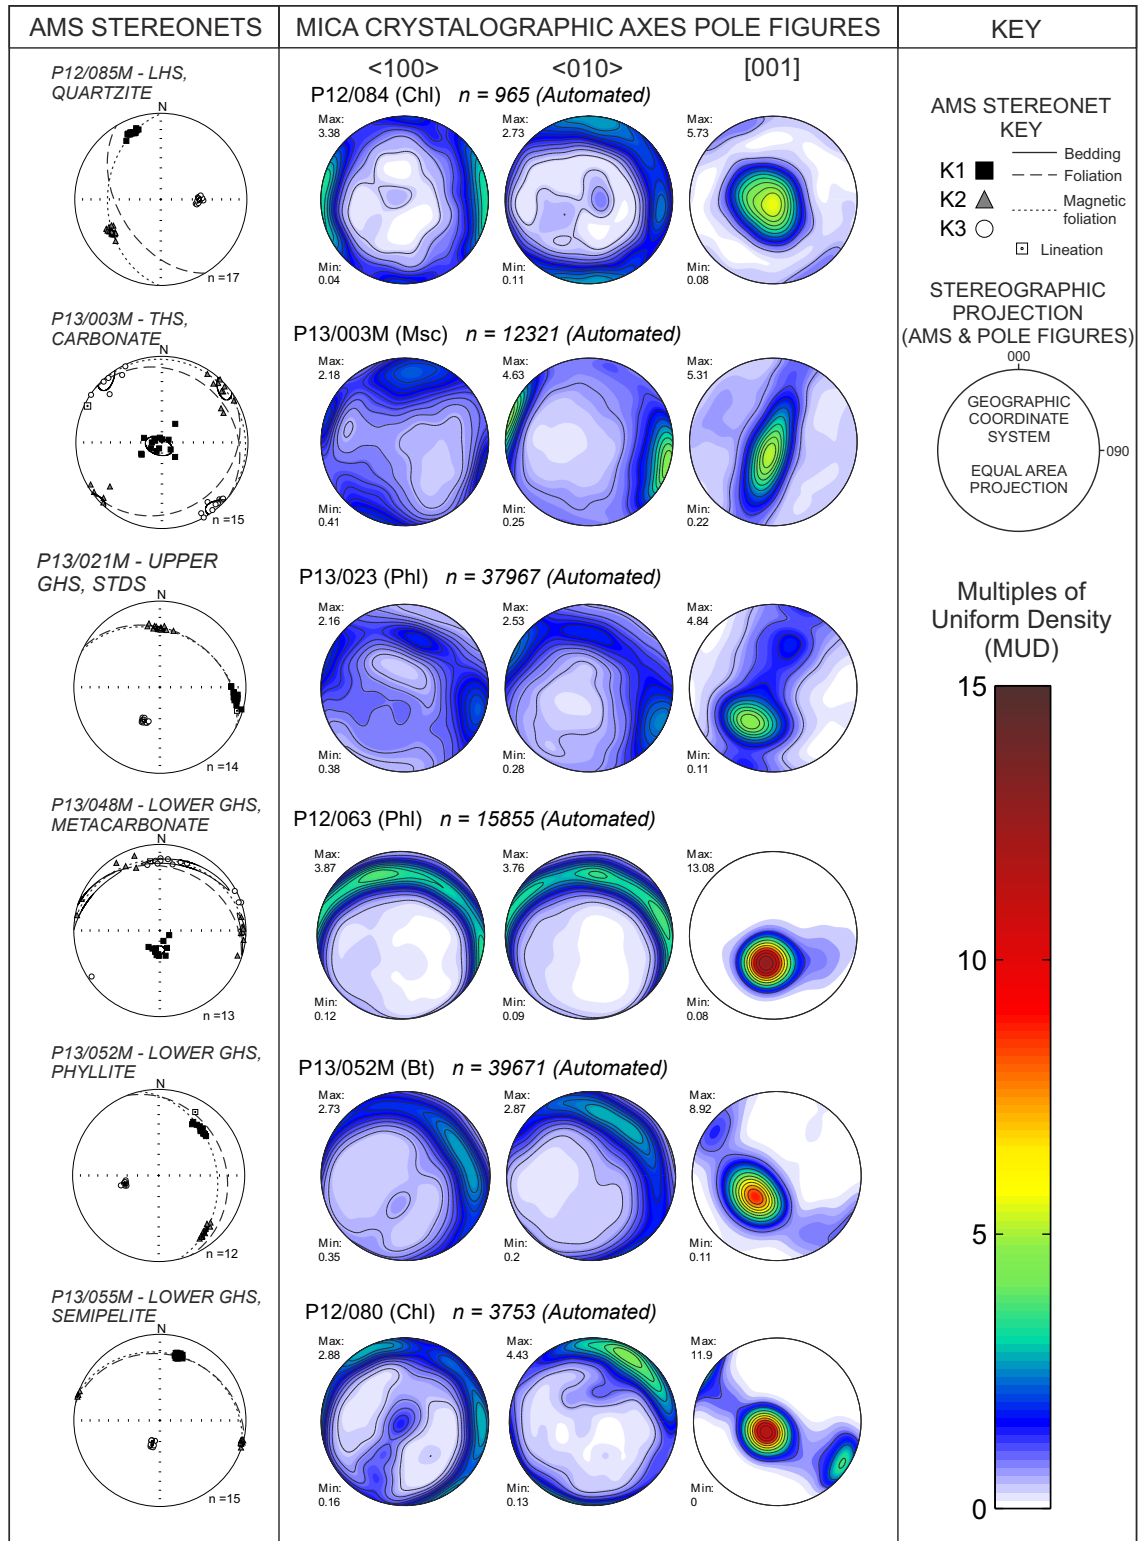 AMS STEREONETS
MICA CRYSTALOGRAPHIC AXES POLE FIGURES
KEY
<100>
<010>
[001]
P12/085M - LHS,
QUARTZITE
N
n =17
P12/084 (Chl) n = 965 (Automated)
Max:
3.38
Min:
0.04
Max:
2.73
Min:
0.11
Max:
5.73
Min:
0.08
P13/003M - THS,
CARBONATE
N
n =15
P13/003M (Msc) n = 12321 (Automated)
Max:
2.18
Min:
0.41
Max:
4.63
Min:
0.25
Max:
5.31
Min:
0.22
P13/021M - UPPER
GHS, STDS
N
n =14
P13/023 (Phl) n = 37967 (Automated)
Max:
2.16
Min:
0.38
Max:
2.53
Min:
0.28
Max:
4.84
Min:
0.11
P13/048M - LOWER GHS,
METACARBONATE
N
n =13
P12/063 (Phl) n = 15855 (Automated)
Max:
3.87
Min:
0.12
Max:
3.76
Min:
0.09
Max:
13.08
Min:
0.08
P13/052M - LOWER GHS,
PHYLLITE
N
n =12
P13/052M (Bt) n = 39671 (Automated)
Max:
2.73
Min:
0.35
Max:
2.87
Min:
0.2
Max:
8.92
Min:
0.11
P13/055M - LOWER GHS,
SEMIPELITE
N
n =15
P12/080 (Chl) n = 3753 (Automated)
Max:
2.88
Min:
0.16
Max:
4.43
Min:
0.13
Max:
11.9
Min:
0
AMS STEREONET
KEY
K1
K2
K3
Bedding
Foliation
Magnetic
foliation
Lineation
STEREOGRAPHIC
PROJECTION
(AMS & POLE FIGURES)
000
GEOGRAPHIC
COORDINATE
SYSTEM
090
EQUAL AREA
PROJECTION
Multiples of
Uniform Density
(MUD)
15
10
5
0